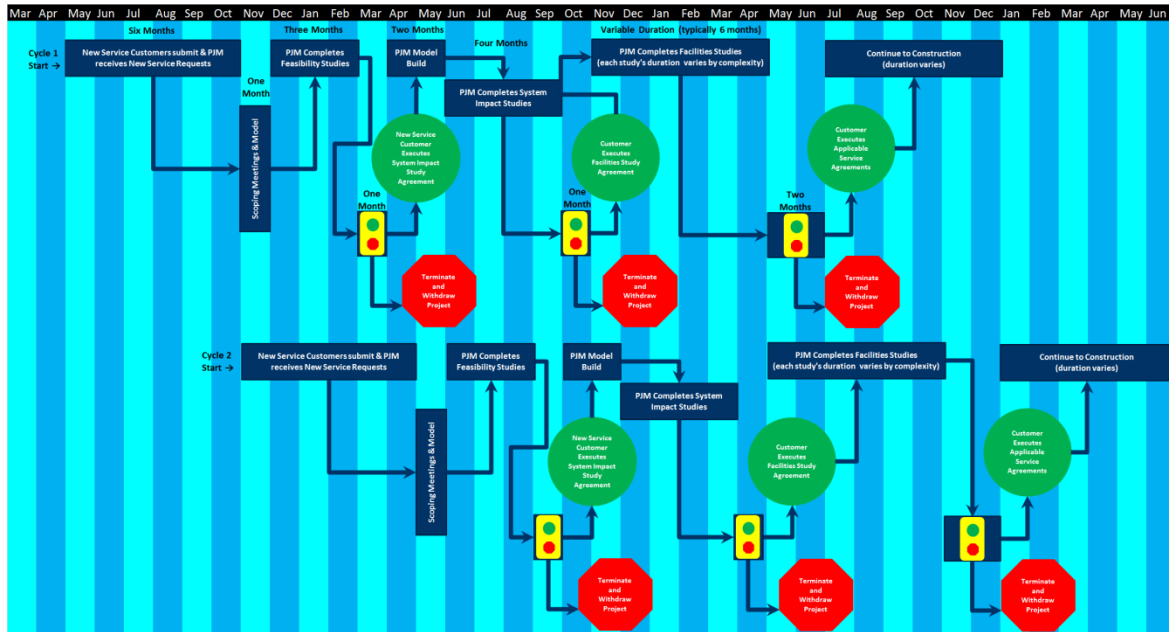 Mar Apr May Jun Jul Aug Sep Oct Nov Dec Jan Feb Mar Apr May Jun Jul Aug Sep Oct Nov Dec Jan Feb Mar Apr May Jun Jul Aug Sep Oct Nov Dec Jan Feb Mar Apr May Jun
Six Months
Three Months
Two Months
Four Months
Variable Duration (typically 6 months)
Cycle 1
Start →
New Service Customers submit & PJM
receives New Service Requests
One
Month
Scoping Meetings & Model
PJM Completes
Feasibility Studies
One
Month
New Service
Customer
Executes
System Impact
Study
Agreement
Terminate
and
Withdraw
Project
PJM Model
Build
PJM Completes System
Impact Studies
One
Month
Customer
Executes
Facilities Study
Agreement
Terminate
and
Withdraw
Project
PJM Completes Facilities Studies
(each study's duration varies by complexity)
Two
Months
Customer
Executes
Applicable
Service
Agreements
Terminate
and
Withdraw
Project
Continue to Construction
(duration varies)
Cycle 2
Start →
New Service Customers submit & PJM
receives New Service Requests
Scoping Meetings & Model
PJM Completes
Feasibility Studies
New Service
Customer
Executes
System Impact
Study
Agreement
Terminate
and
Withdraw
Project
PJM Model
Build
PJM Completes System
Impact Studies
Customer
Executes
Facilities Study
Agreement
Terminate
and
Withdraw
Project
PJM Completes Facilities Studies
(each study's duration varies by complexity)
Customer
Executes
Applicable
Service
Agreements
Terminate
and
Withdraw
Project
Continue to Construction
(duration varies)